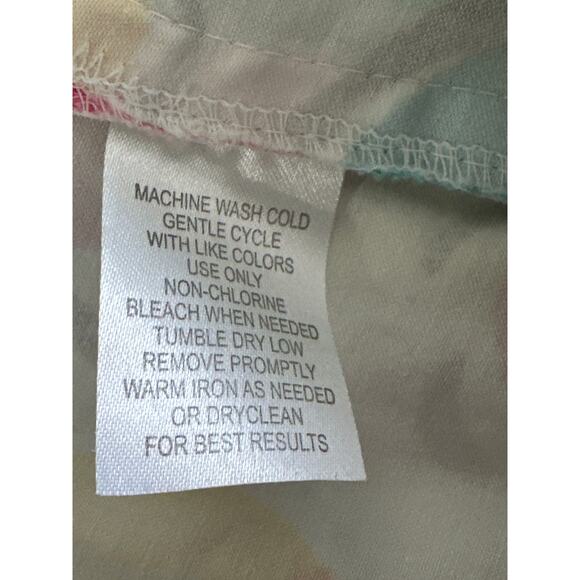 MACHINE WASH COLD
GENTLE CYCLE
WITH LIKE COLORS
USE ONLY
NON-CHLORINE
BLEACH WHEN NEEDED
TUMBLE DRY LOW
REMOVE PROMPTLY
WARM IRON AS NEEDED
OR DRYCLEAN
FOR BEST RESULTS